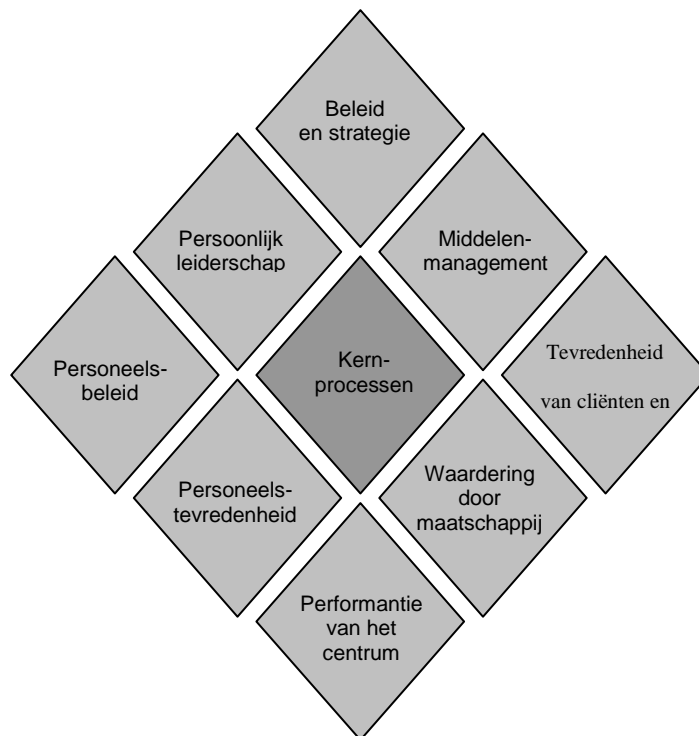 Beleid
en strategie
Persoonlijk
leiderschap
Middelen-
management
Personeels-
beleid
Kern-
processen
Tevredenheid
van cliënten en
Personeels-
tevredenheid
Waardering
door
maatschappij
Performantie
van het
centrum